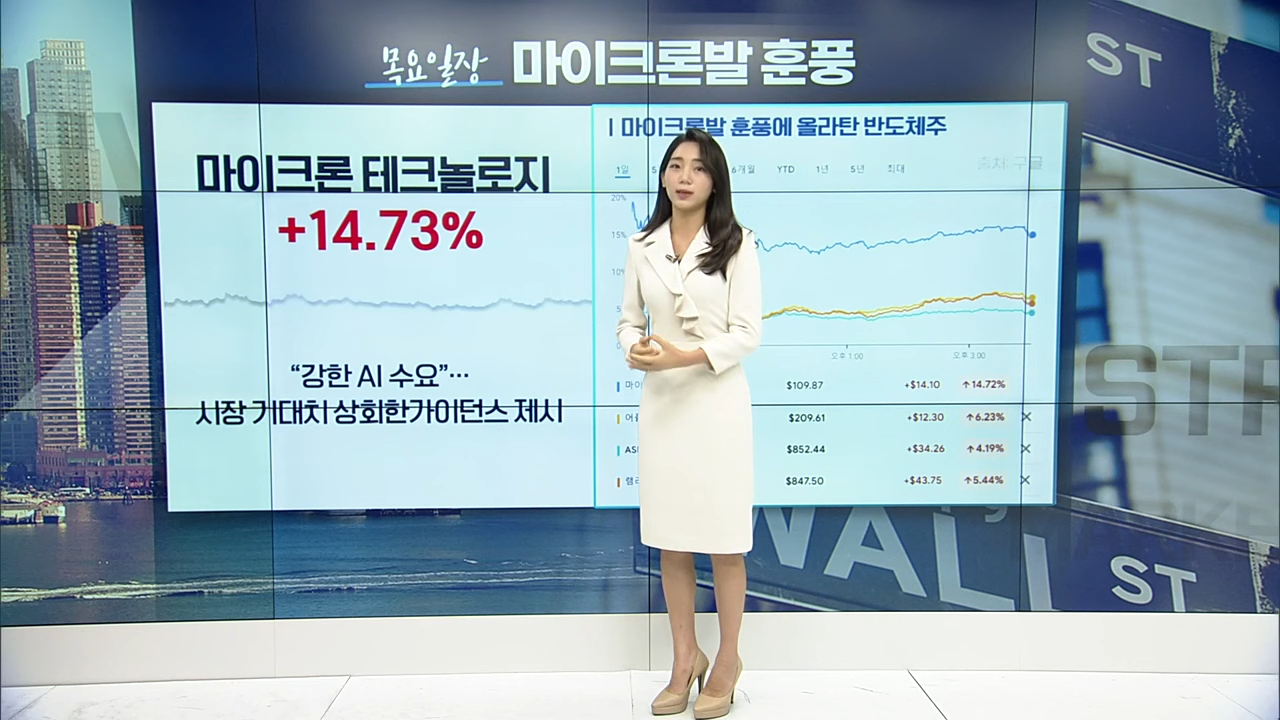 목요일장 마이크론발 훈풍
마이크론 테크놀로지
+14.73%
“강한 AI 수요”…
시장 기대치 상회한가이던스 제시
마이크론발 훈풍에 올라탄 반도체주
1일 5 6개월 YTD 1년 5년 최대
출처: 구글
20%
15%
10%
오후 1:00 오후 3:00
$109.87 +$14.10 ↑14.72%
$209.61 +$12.30 ↑6.23% ×
$852.44 +$34.26 ↑4.19% ×
$847.50 +$43.75 ↑5.44% ×
ST
WALL
ST